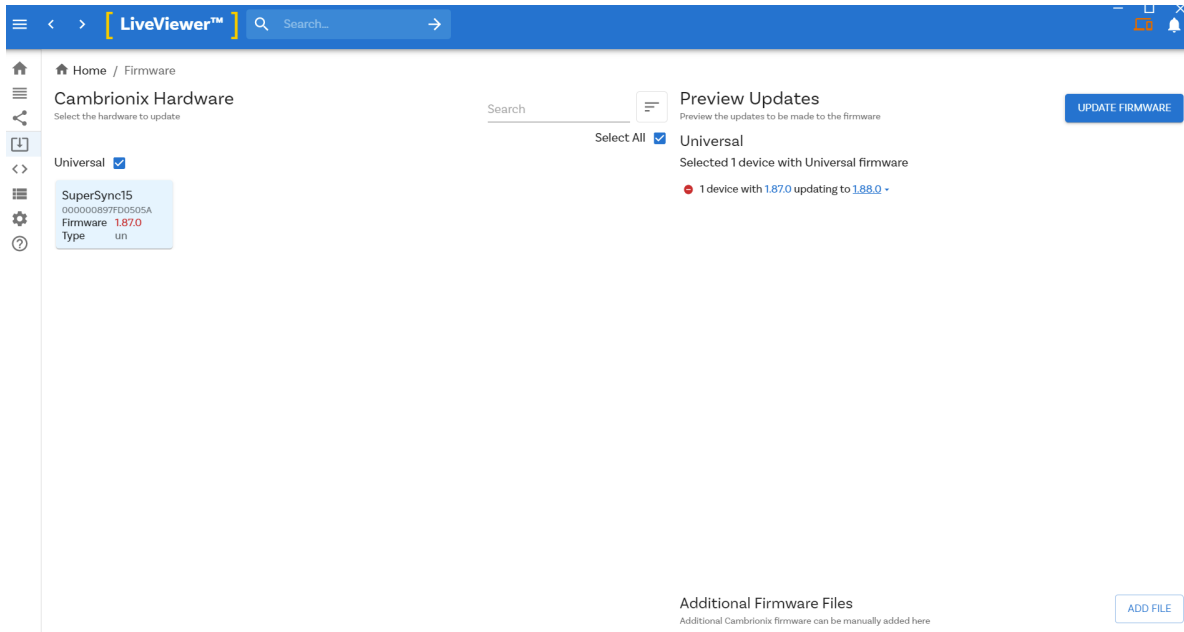 [ LiveViewer™ ]
Search...
Home / Firmware
Cambrionix Hardware
Select the hardware to update
Search
Select All
Universal
SuperSync15
000000897FD0505A
Firmware 1.87.0
Type un
Preview Updates
Preview the updates to be made to the firmware
UPDATE FIRMWARE
Universal
Selected 1 device with Universal firmware
1 device with 1.87.0 updating to 1.88.0
Additional Firmware Files
Additional Cambrionix firmware can be manually added here
ADD FILE